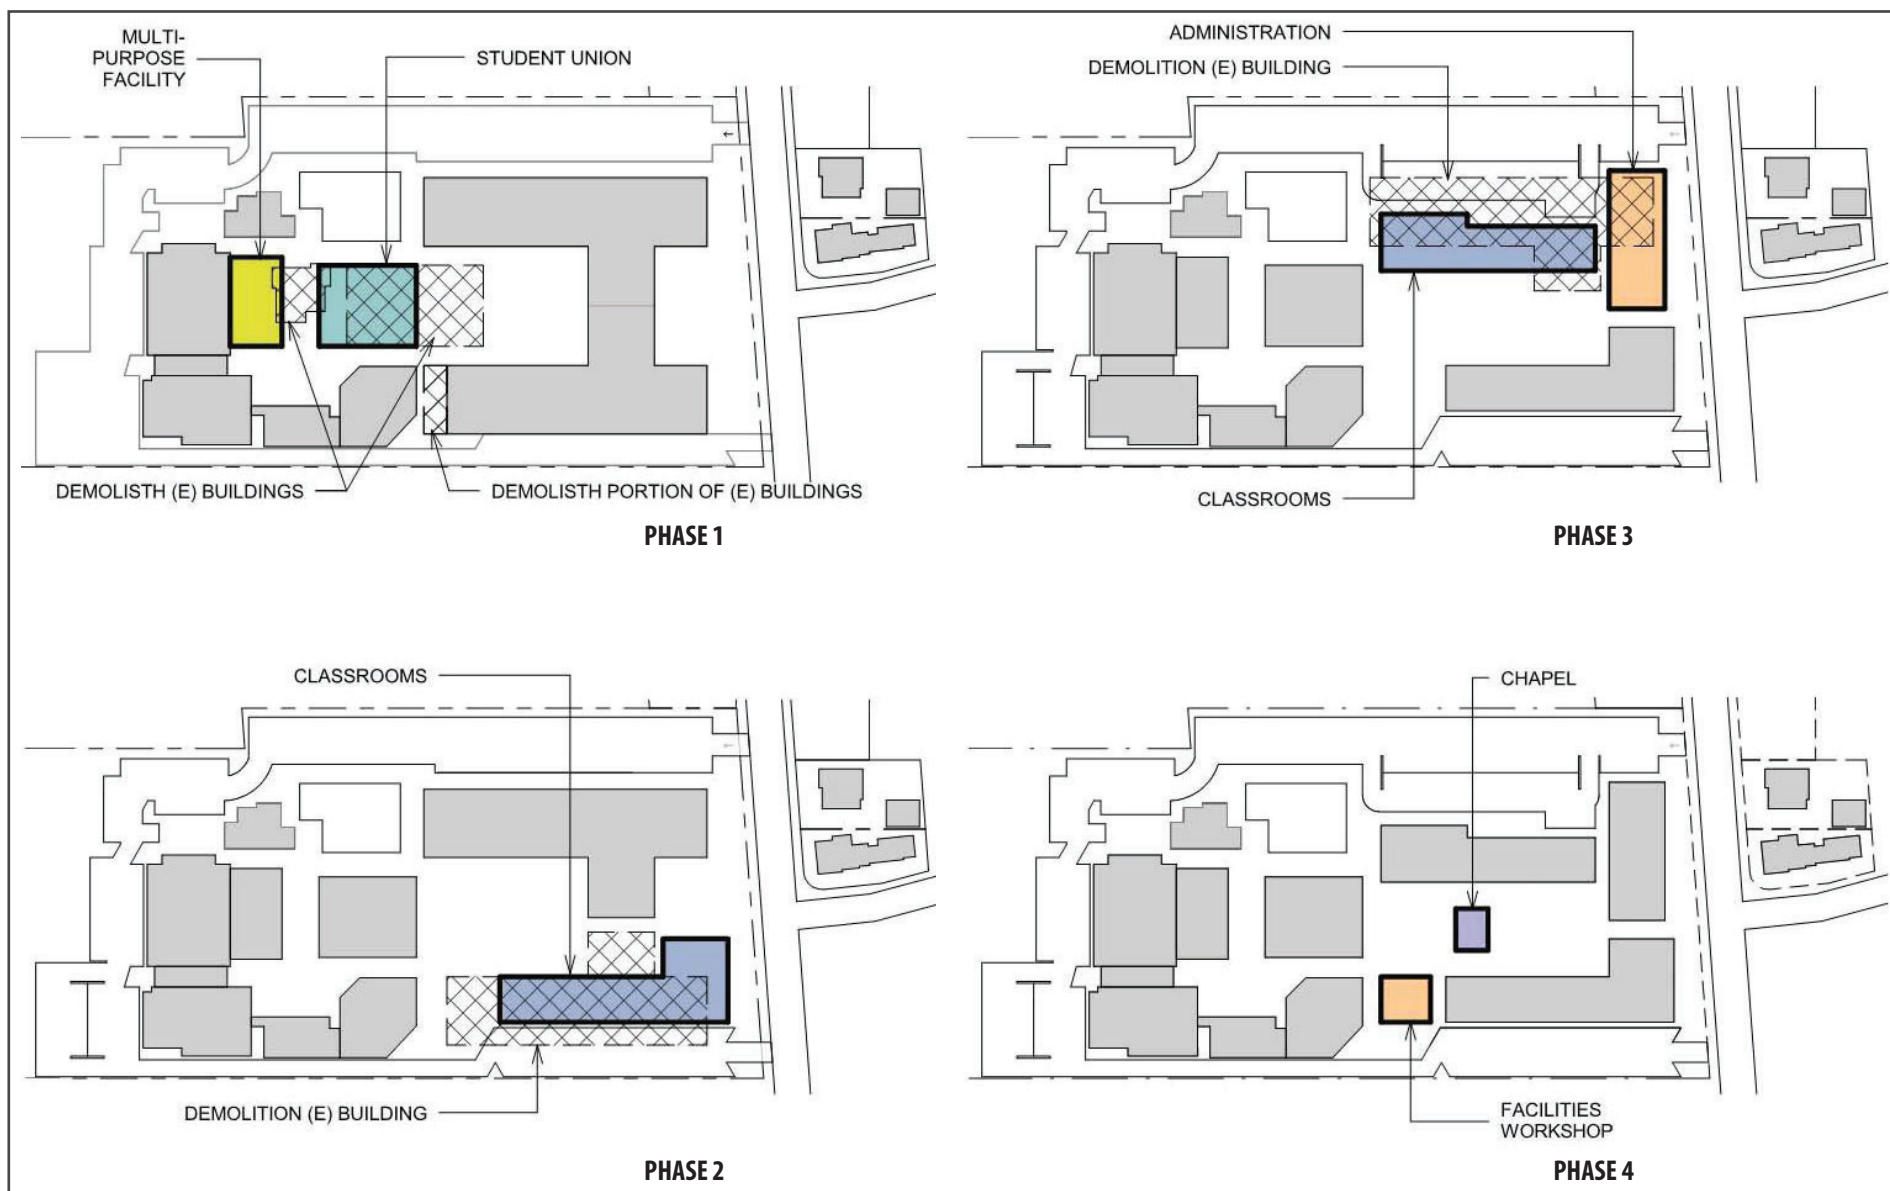 MULTI-
PURPOSE
FACILITY
STUDENT UNION
DEMOLISTH (E) BUILDINGS
DEMOLISTH PORTION OF (E) BUILDINGS
PHASE 1
ADMINISTRATION
DEMOLITION (E) BUILDING
CLASSROOMS
PHASE 3
CLASSROOMS
DEMOLITION (E) BUILDING
PHASE 2
CHAPEL
FACILITIES
WORKSHOP
PHASE 4